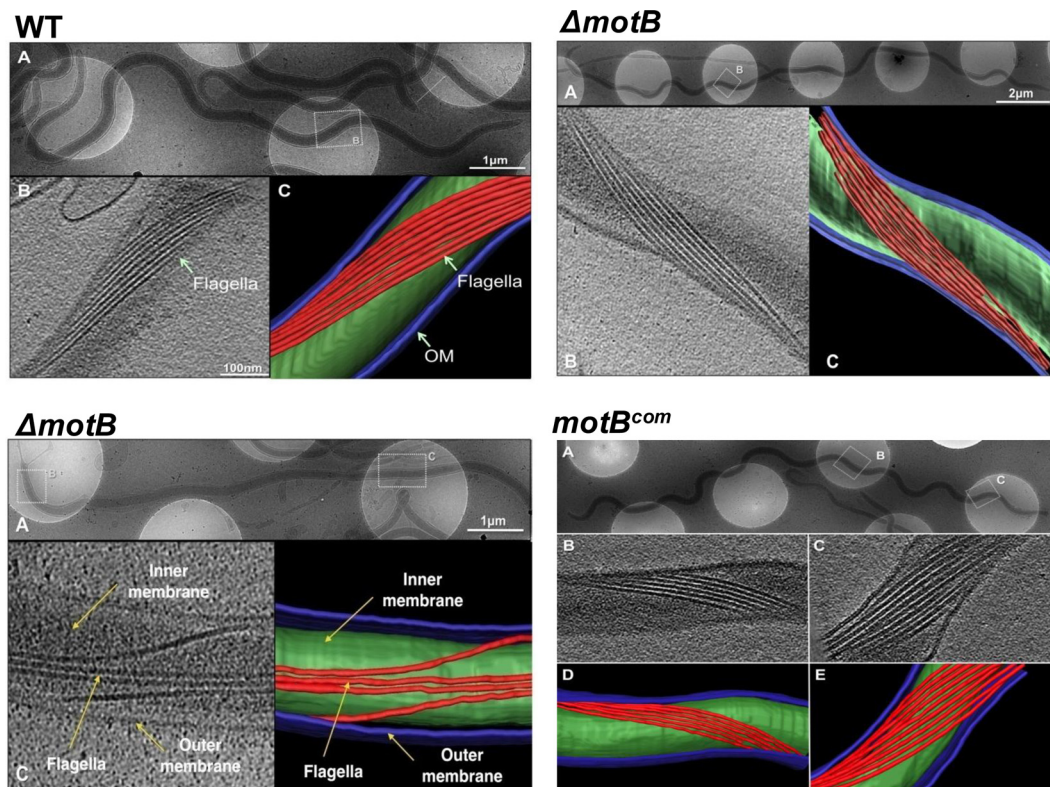 WT
A
B
1μm
B
Flagella
100nm
C
Flagella
OM
ΔmotB
A
B
2μm
B
C
ΔmotB
A
B
C
1μm
Inner
membrane
Flagella
Outer
membrane
C
Inner
membrane
Flagella
Outer
membrane
motBcom
A
B
C
B
C
D
E